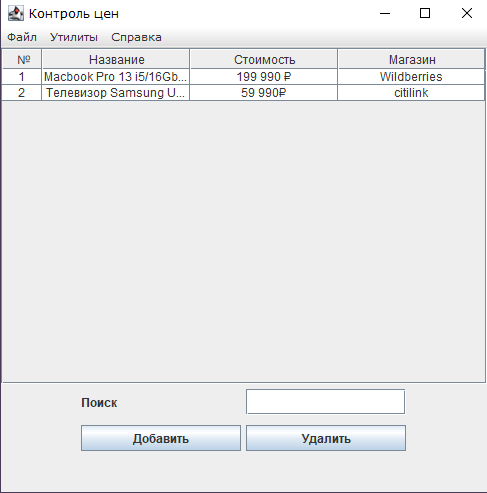 Контроль цен
Файл Утилиты Справка
№ Название Стоимость Магазин
1 Macbook Pro 13 i5/16Gb... 199 990 ₽ Wildberries
2 Телевизор Samsung U... 59 990₽ citilink
Поиск
Добавить Удалить